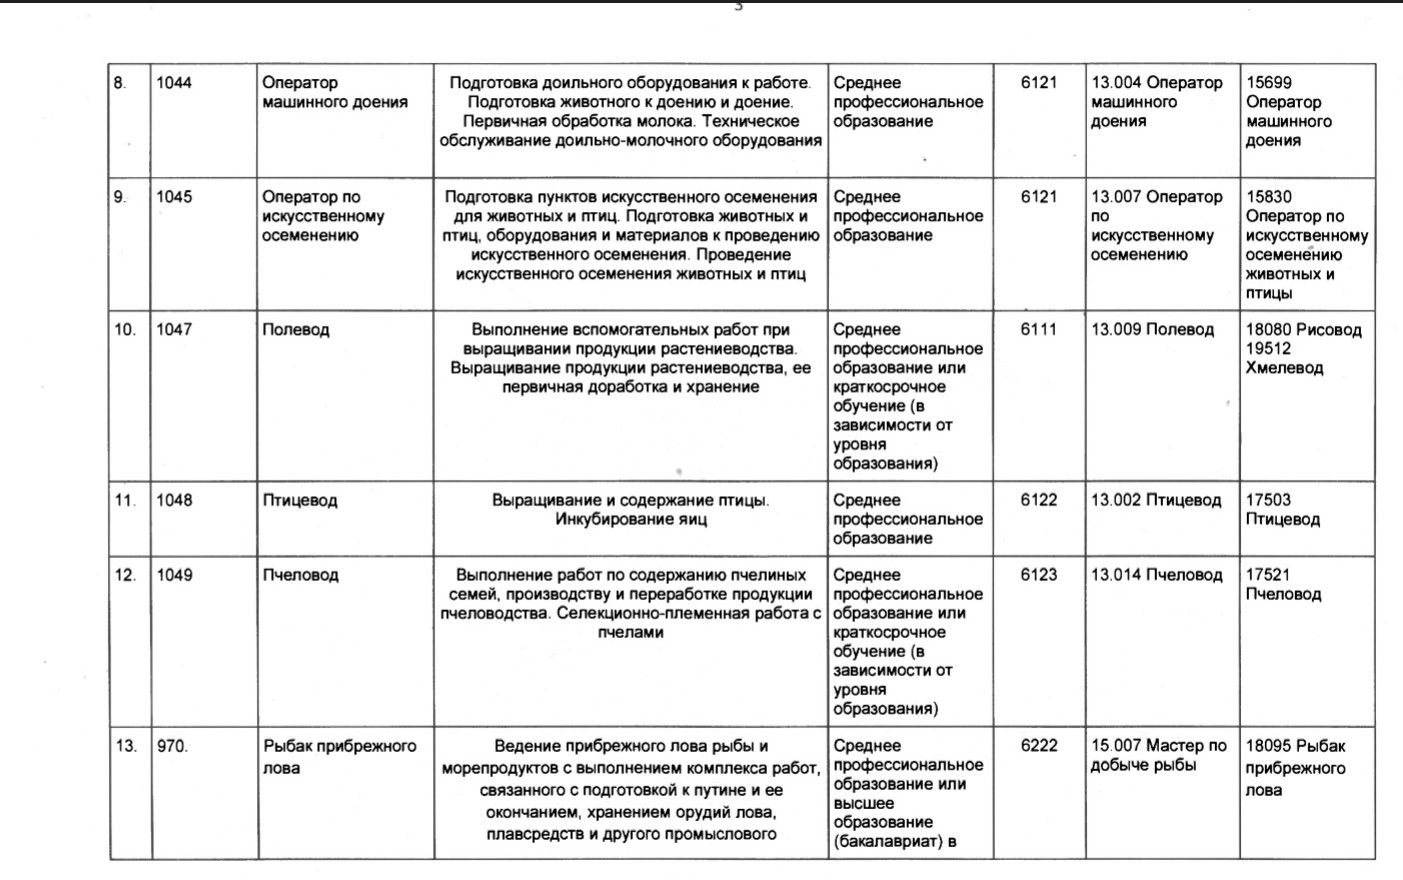 3
8.
1044
Оператор
машинного доения
Подготовка доильного оборудования к работе.
Подготовка животного к доению и доение.
Первичная обработка молока. Техническое
обслуживание доильно-молочного оборудования
Среднее
профессиональное
образование
6121
13.004 Оператор
машинного
доения
15699
Оператор
машинного
доения
9.
1045
Оператор по
искусственному
осеменению
Подготовка пунктов искусственного осеменения
для животных и птиц. Подготовка животных и
птиц, оборудования и материалов к проведению
искусственного осеменения. Проведение
искусственного осеменения животных и птиц
Среднее
профессиональное
образование
6121
13.007 Оператор
по
искусственному
осеменению
15830
Оператор по
искусственному
осеменению
животных и
птицы
10.
1047
Полевод
Выполнение вспомогательных работ при
выращивании продукции растениеводства.
Выращивание продукции растениеводства, ее
первичная доработка и хранение
Среднее
профессиональное
образование или
краткосрочное
обучение (в
зависимости от
уровня
образования)
6111
13.009 Полевод
18080 Рисовод
19512
Хмелевод
11.
1048
Птицевод
Выращивание и содержание птицы.
Инкубирование яиц
Среднее
профессиональное
образование
6122
13.002 Птицевод
17503
Птицевод
12.
1049
Пчеловод
Выполнение работ по содержанию пчелиных
семей, производству и переработке продукции
пчеловодства. Селекционно-племенная работа с
пчелами
Среднее
профессиональное
образование или
краткосрочное
обучение (в
зависимости от
уровня
образования)
6123
13.014 Пчеловод
17521
Пчеловод
13.
970.
Рыбак прибрежного
лова
Ведение прибрежного лова рыбы и
морепродуктов с выполнением комплекса работ,
связанного с подготовкой к путине и ее
окончанием, хранением орудий лова,
плавсредств и другого промыслового
Среднее
профессиональное
образование или
высшее
образование
(бакалавриат) в
6222
15.007 Мастер по
добыче рыбы
18095 Рыбак
прибрежного
лова